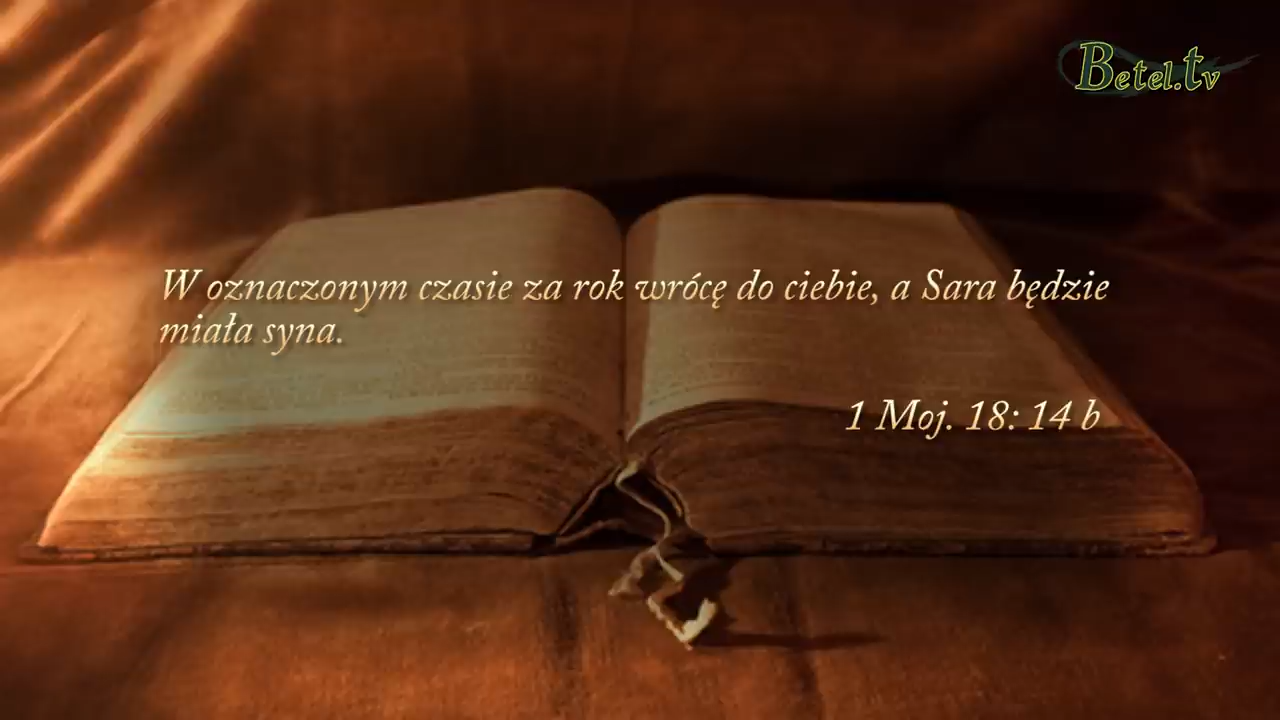 Betel.tv
W oznaczonym czasie za rok wrócę do ciebie, a Sara będzie
miała syna.
1 Moj. 18: 14 b